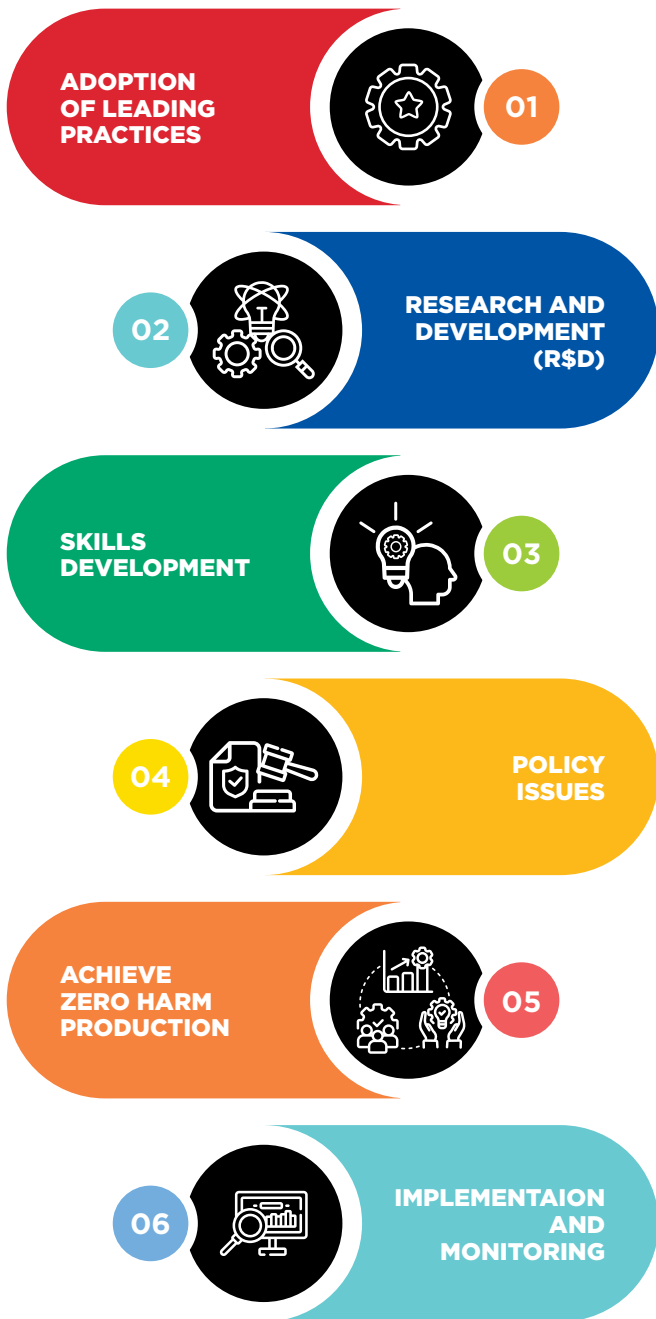 ADOPTION
OF LEADING
PRACTICES
01
02
RESEARCH AND
DEVELOPMENT
(R$D)
SKILLS
DEVELOPMENT
03
04
POLICY
ISSUES
ACHIEVE
ZERO HARM
PRODUCTION
05
06
IMPLEMENTAION
AND
MONITORING